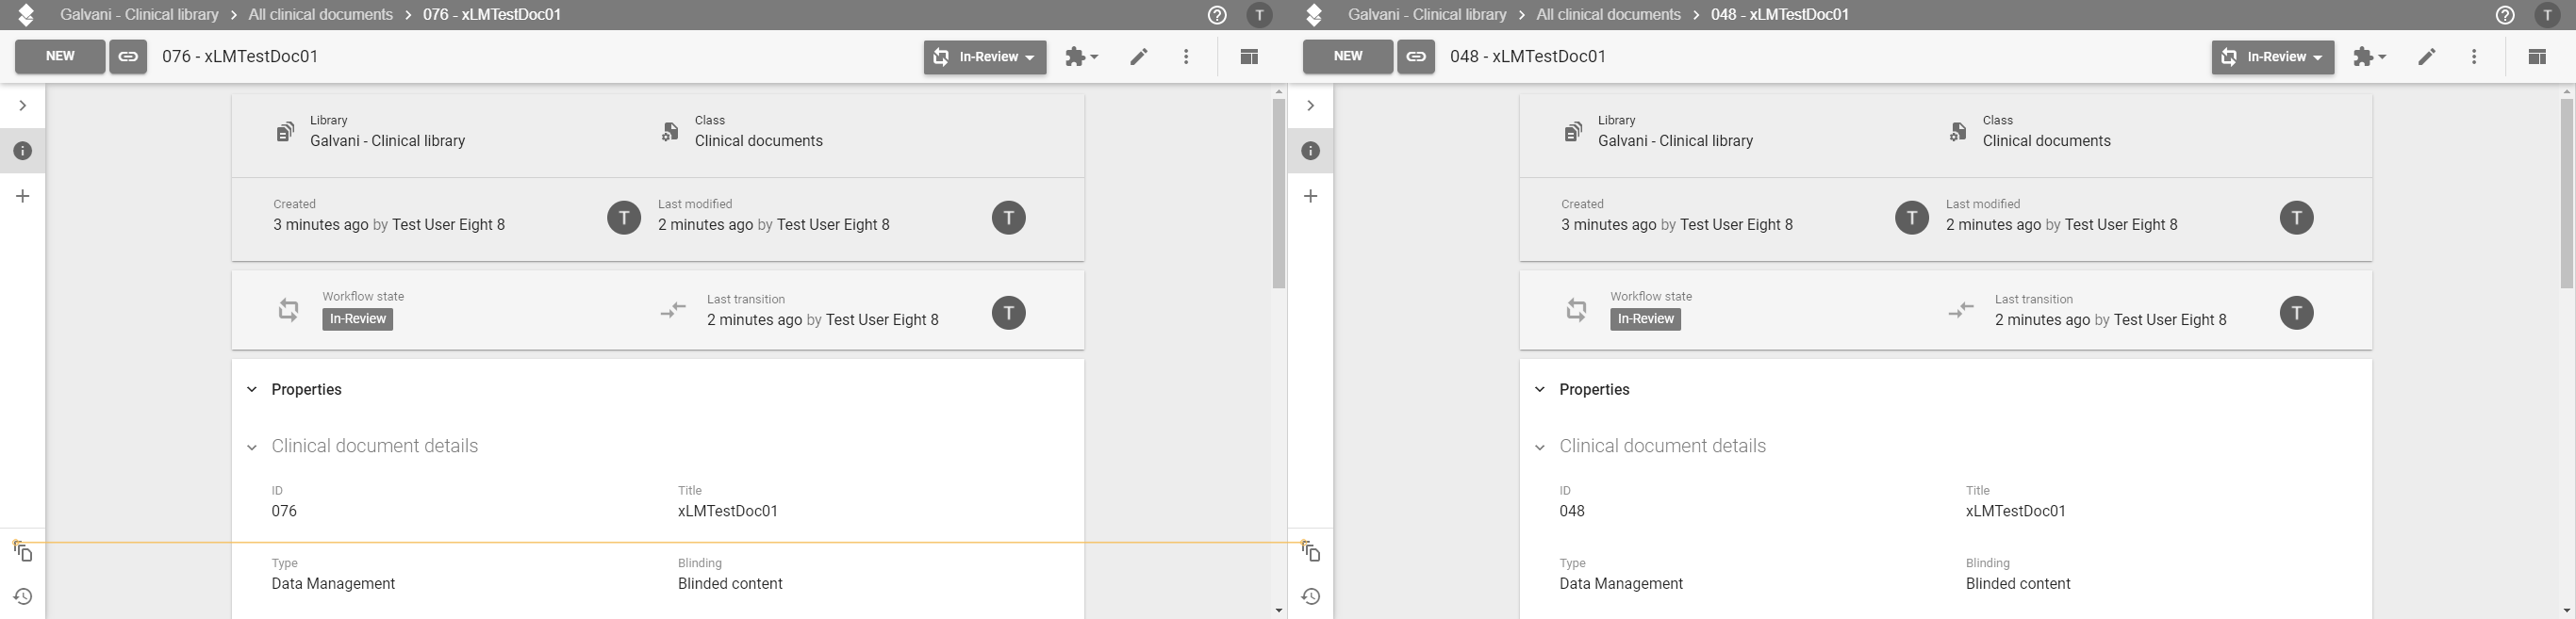 Galvani - Clinical library > All clinical documents > 076 - xLMTestDoc01
T
NEW
076 - xLMTestDoc01
In-Review
Library
Galvani - Clinical library
Class
Clinical documents
Created
3 minutes ago by Test User Eight 8
T
Last modified
2 minutes ago by Test User Eight 8
T
Workflow state
In-Review
Last transition
2 minutes ago by Test User Eight 8
T
Properties
Clinical document details
ID
076
Title
xLMTestDoc01
Type
Data Management
Blinding
Blinded content
Galvani - Clinical library > All clinical documents > 048 - xLMTestDoc01
T
NEW
048 - xLMTestDoc01
In-Review
Library
Galvani - Clinical library
Class
Clinical documents
Created
3 minutes ago by Test User Eight 8
T
Last modified
2 minutes ago by Test User Eight 8
T
Workflow state
In-Review
Last transition
2 minutes ago by Test User Eight 8
T
Properties
Clinical document details
ID
048
Title
xLMTestDoc01
Type
Data Management
Blinding
Blinded content